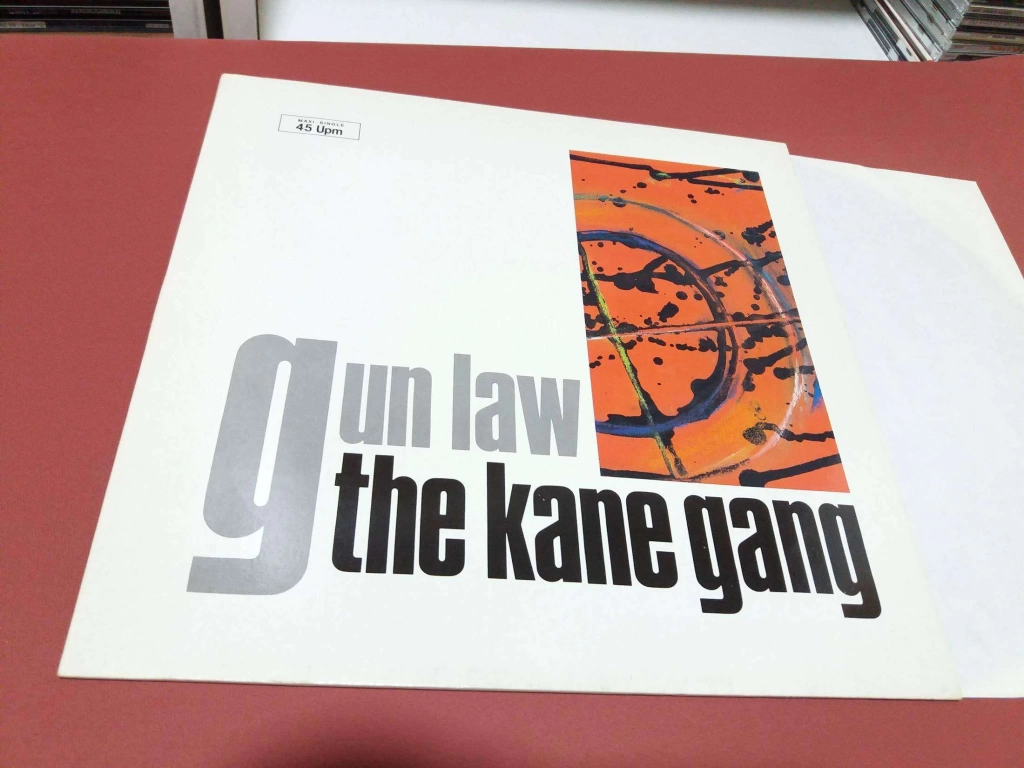 MAXI-SINGLE
45 Upm
gun law
the kane gang